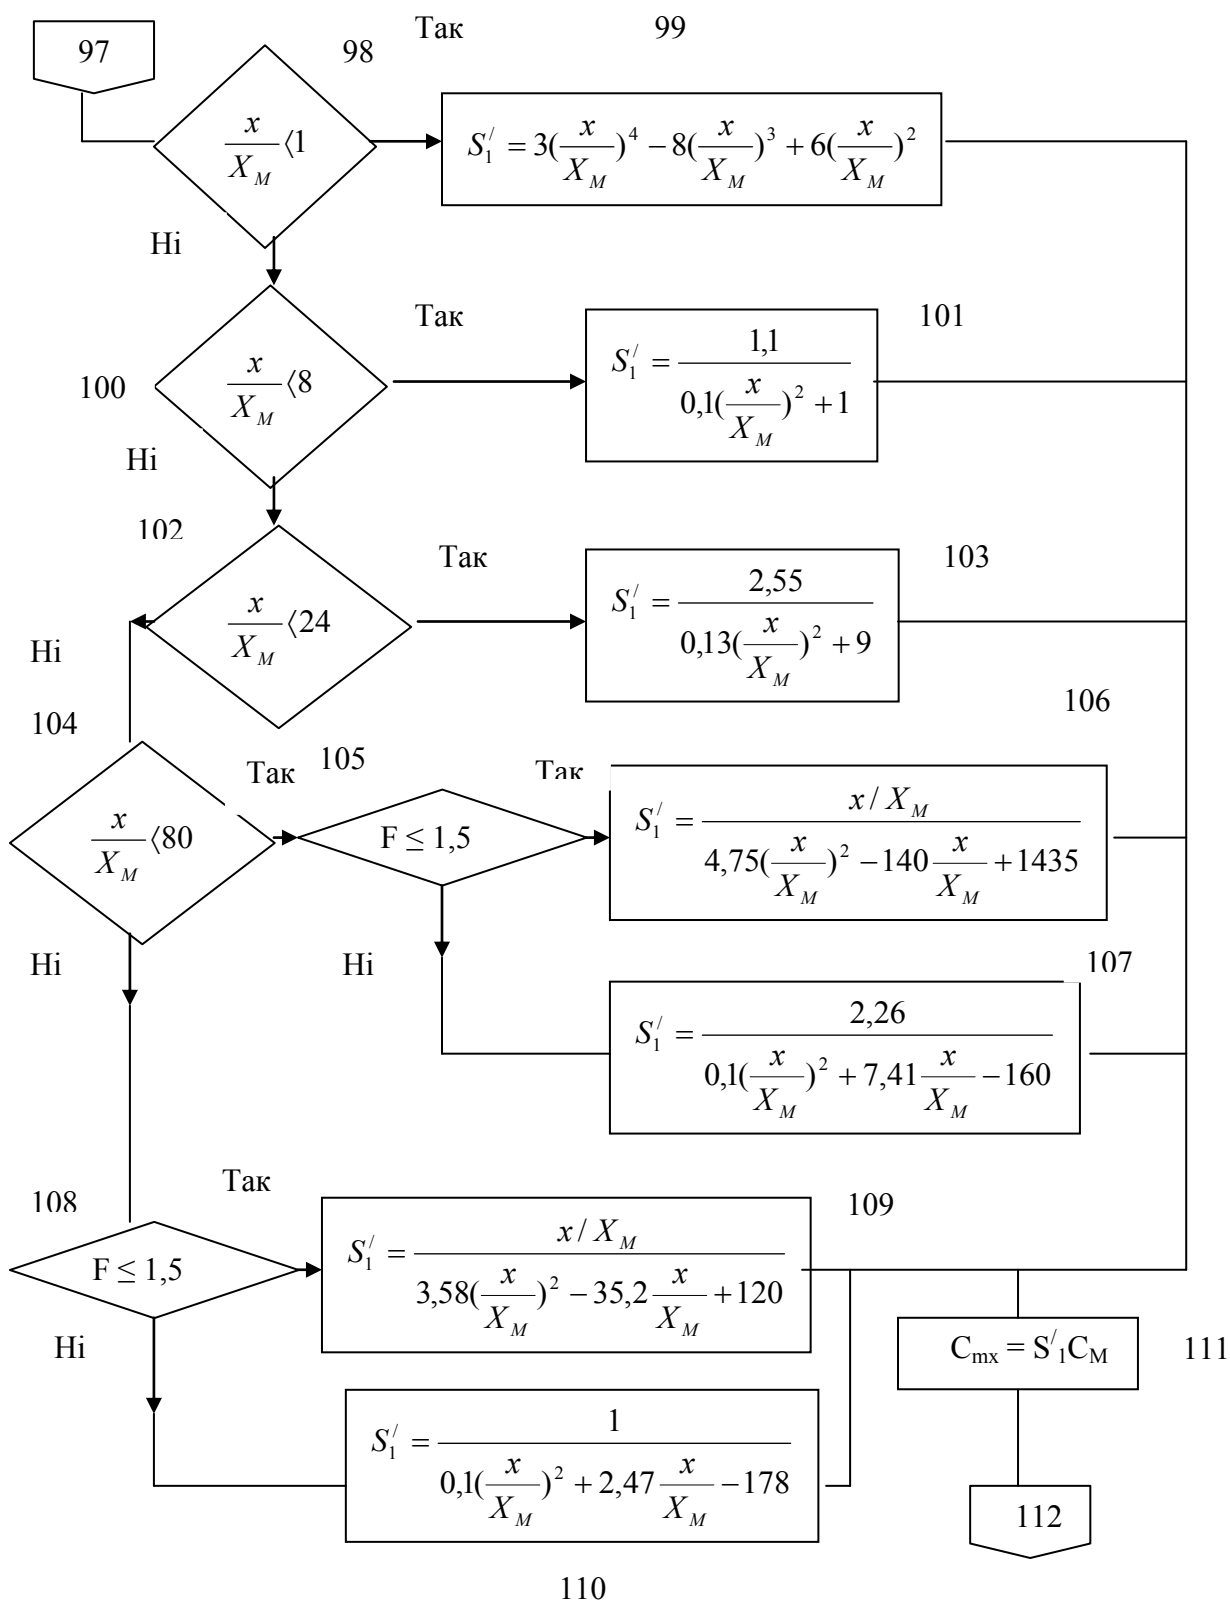 97
98
Так
99
x/X_M ⟨1
S₁′ = 3(x/X_M)⁴ − 8(x/X_M)³ + 6(x/X_M)²
Ні
100
x/X_M ⟨8
Так
101
S₁′ = 1,1 / (0,1(x/X_M)² + 1)
Ні
102
x/X_M ⟨24
Так
103
S₁′ = 2,55 / (0,13(x/X_M)² + 9)
Ні
104
x/X_M ⟨80
Так
105
F ≤ 1,5
Так
106
S₁′ = x / X_M / (4,75(x/X_M)² − 140 x/X_M + 1435)
Ні
Ні
107
S₁′ = 2,26 / (0,1(x/X_M)² + 7,41 x/X_M − 160)
108
F ≤ 1,5
Так
109
S₁′ = x / X_M / (3,58(x/X_M)² − 35,2 x/X_M + 120)
Ні
C_mx = S′₁C_M
111
S₁′ = 1 / (0,1(x/X_M)² + 2,47 x/X_M − 178)
110
112